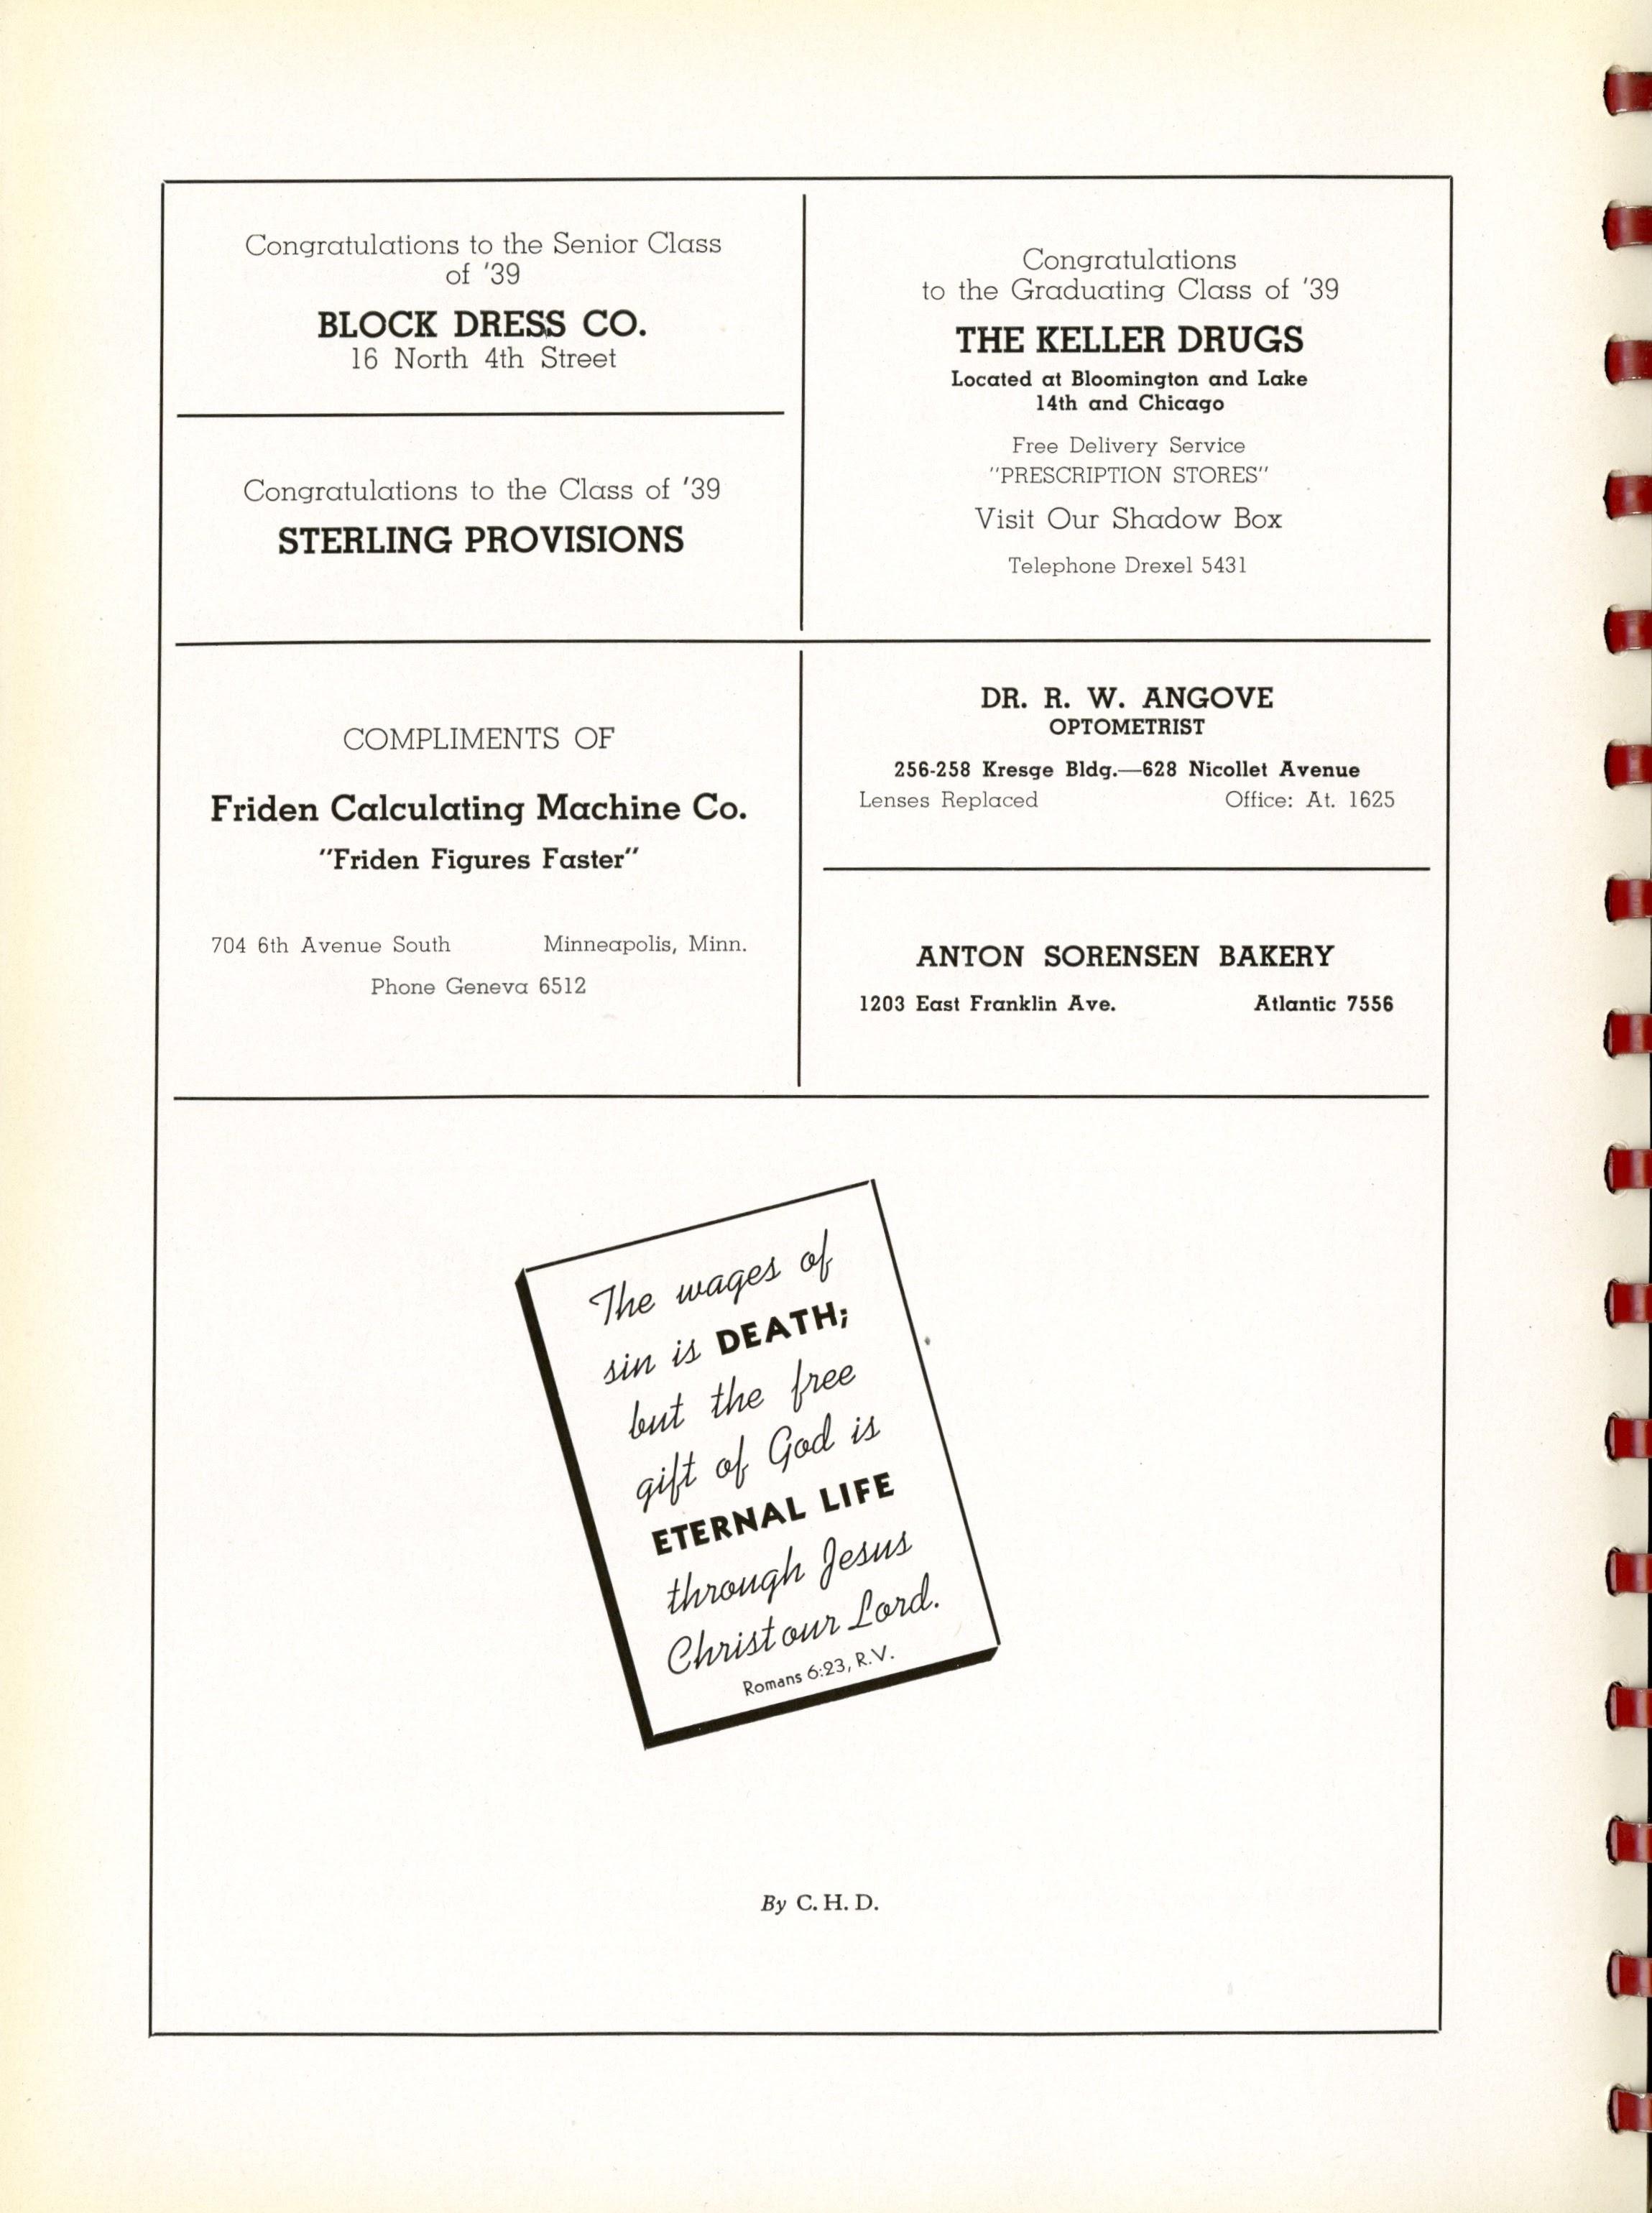 Congratulations to the Senior Class
of '39
BLOCK DRESS CO.
16 North 4th Street
Congratulations to the Class of '39
STERLING PROVISIONS
Congratulations
to the Graduating Class of '39
THE KELLER DRUGS
Located at Bloomington and Lake
14th and Chicago
Free Delivery Service
"PRESCRIPTION STORES"
Visit Our Shadow Box
Telephone Drexel 5431
COMPLIMENTS OF
Friden Calculating Machine Co.
"Friden Figures Faster"
704 6th Avenue South Minneapolis, Minn.
Phone Geneva 6512
DR. R. W. ANGOVE
OPTOMETRIST
256-258 Kresge Bldg.—628 Nicollet Avenue
Lenses Replaced Office: At. 1625
ANTON SORENSEN BAKERY
1203 East Franklin Ave. Atlantic 7556
The wages of
sin is DEATH;
but the free
gift of God is
ETERNAL LIFE
through Jesus
Christ our Lord.
Romans 6:23, R.V.
By C. H. D.